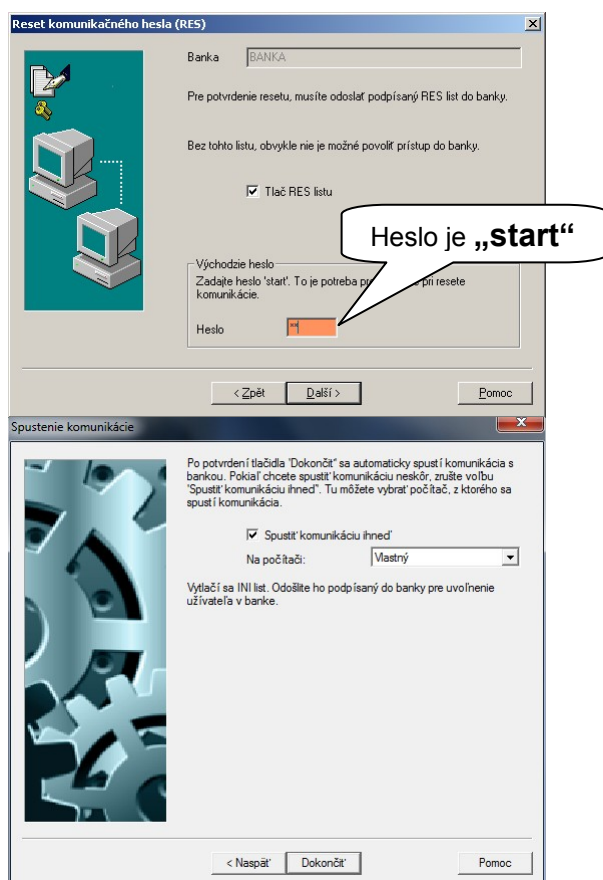 Reset komunikačného hesla (RES)
Banka BANKA
Pre potvrdenie resetu, musíte odoslať podpísaný RES list do banky.
Bez tohto listu, obvykle nie je možné povoliť prístup do banky.
Tlač RES listu
Heslo je „start“
Východzie heslo
Zadajte heslo 'start'. To je potreba pr e pri resete
komunikácie.
Heslo **
< Zpět Další > Pomoc
Spustenie komunikácie
Po potvrdení tlačidla 'Dokončiť' sa automaticky spustí komunikácia s
bankou. Pokiaľ chcete spustiť komunikáciu neskôr, zrušte voľbu
'Spustiť komunikáciu ihneď'. Tu môžete vybrať počítač, z ktorého sa
spustí komunikácia.
Spustiť komunikáciu ihneď
Na počítači: Vlastný
Vytlačí sa INI list. Odošlite ho podpísaný do banky pre uvoľnenie
užívateľa v banke.
< Naspäť Dokončiť Pomoc